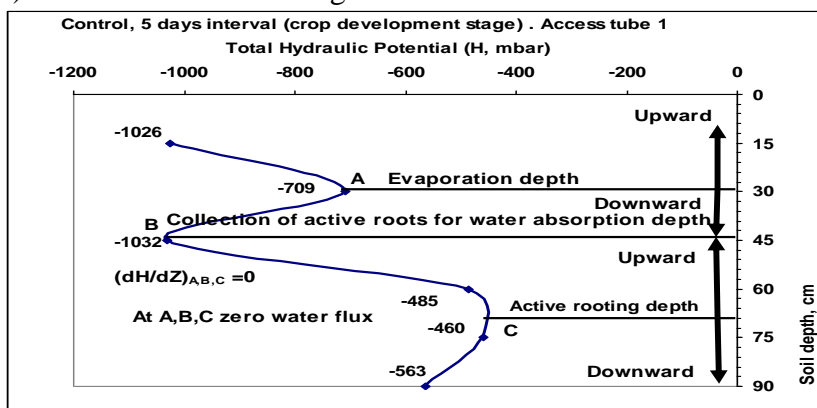 Control, 5 days interval (crop development stage) . Access tube 1
Total Hydraulic Potential (H, mbar)
-1200 -1000 -800 -600 -400 -200 0
0
Upward
-1026
15
A Evaporation depth
-709
30
Downward
B Collection of active roots for water absorption depth
-1032
45
Upward
(dH/dZ)A,B,C =0
60
-485
Active rooting depth
At A,B,C zero water flux
-460 C
75
-563
Downward
90
Soil depth, cm